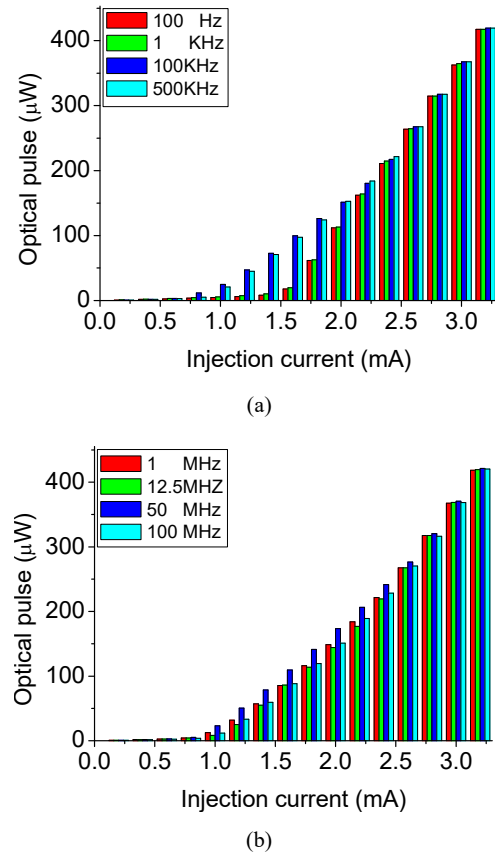 400
300
200
100
0
Optical pulse (µW)
100 Hz
1 KHz
100KHz
500KHz
0.0 0.5 1.0 1.5 2.0 2.5 3.0
Injection current (mA)
(a)
400
300
200
100
0
Optical pulse (µW)
1 MHz
12.5MHZ
50 MHz
100 MHz
0.0 0.5 1.0 1.5 2.0 2.5 3.0
Injection current (mA)
(b)